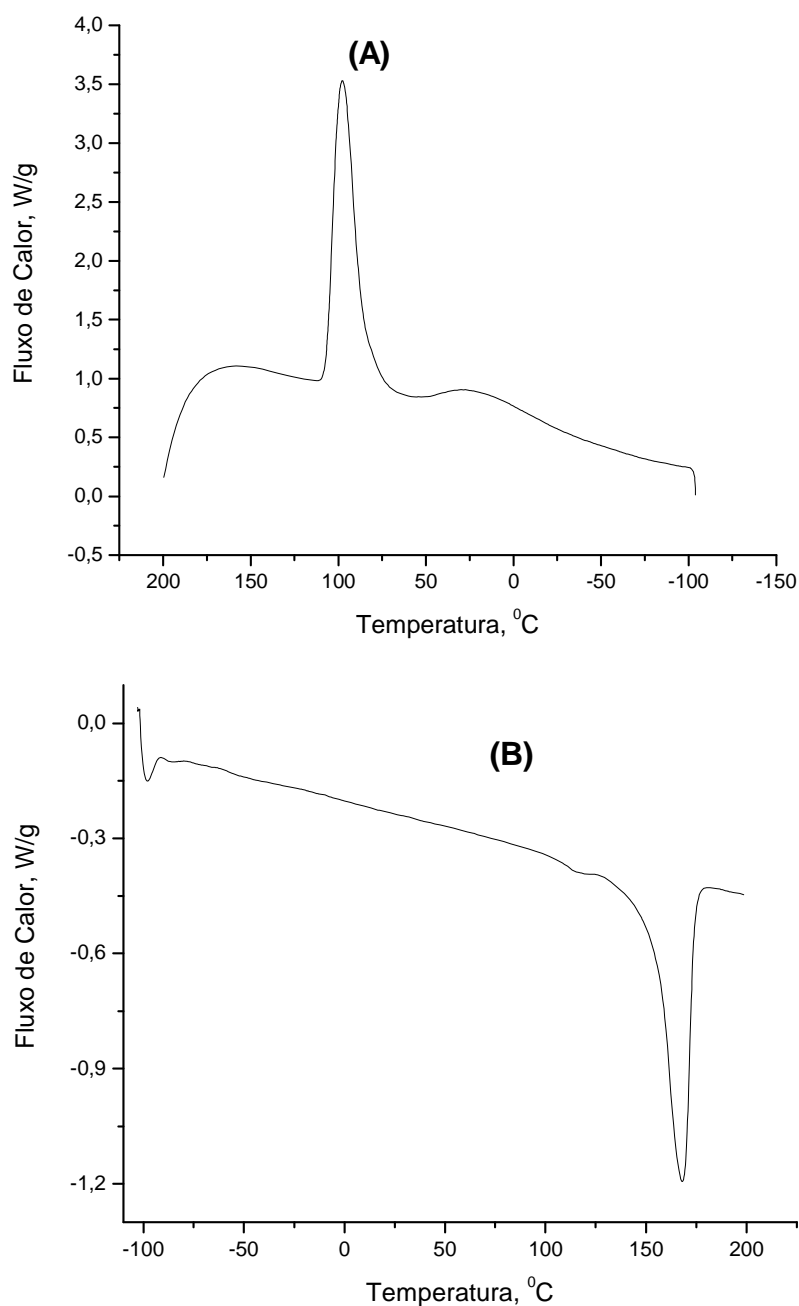 (A)
4,0
3,5
3,0
2,5
2,0
1,5
1,0
0,5
0,0
-0,5
Fluxo de Calor, W/g
200 150 100 50 0 -50 -100 -150
Temperatura, ⁰C
(B)
0,0
-0,3
-0,6
-0,9
-1,2
Fluxo de Calor, W/g
-100 -50 0 50 100 150 200
Temperatura, ⁰C